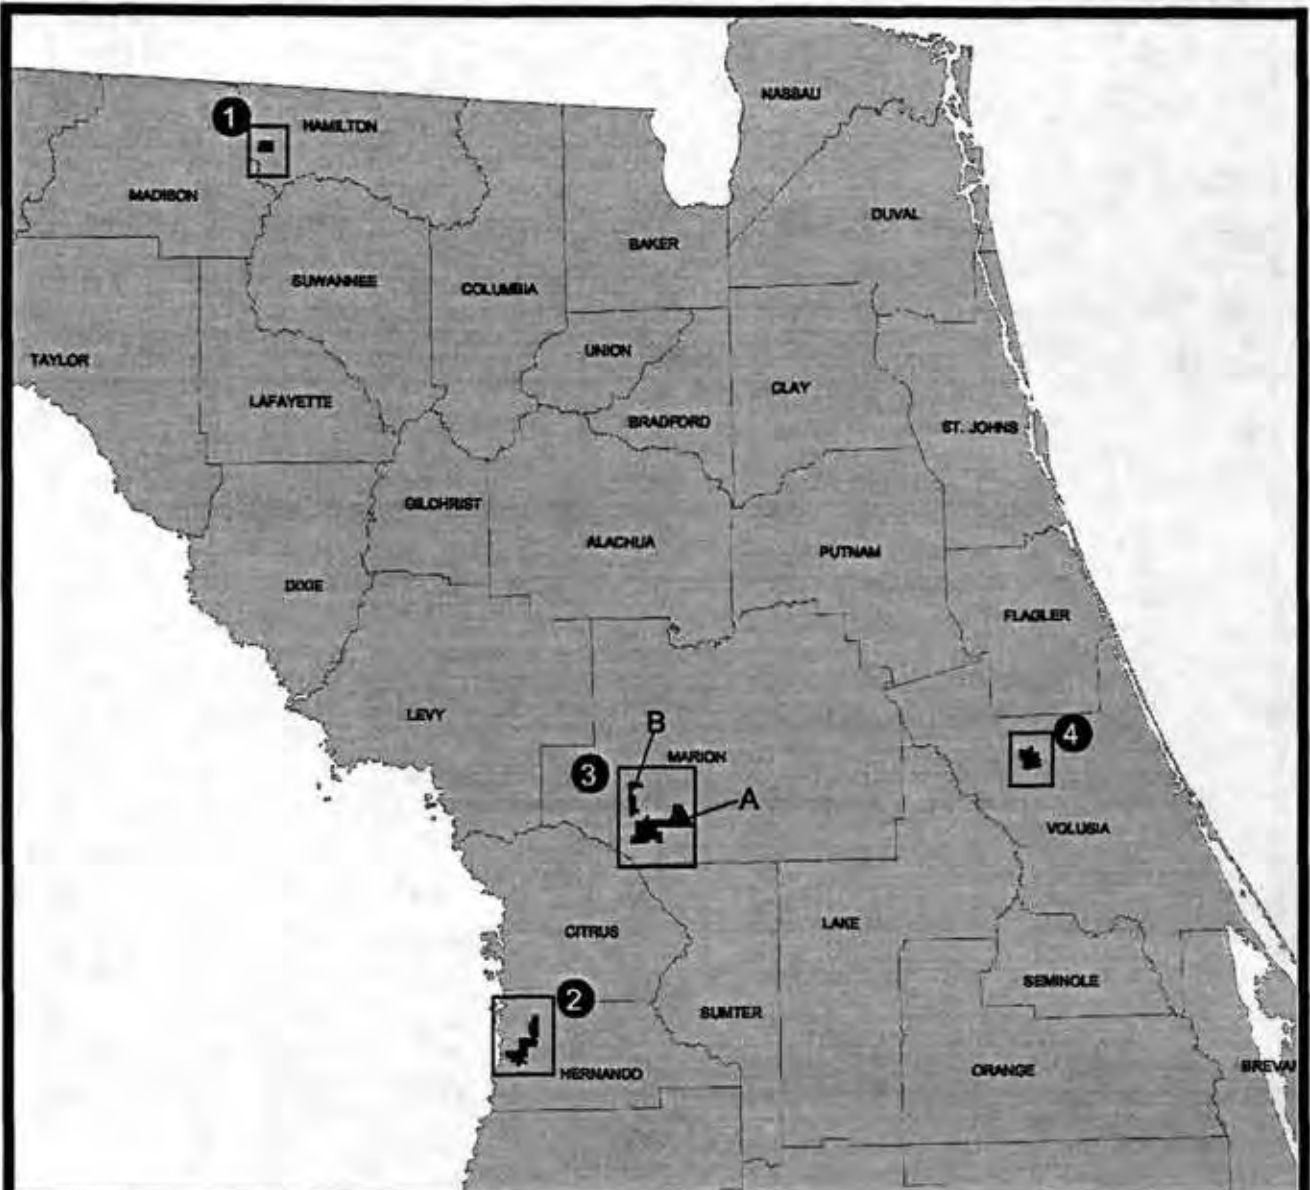 NASSAU
1
HAMILTON
MADISON
DUVAL
BAKER
SUWANNEE
COLUMBIA
UNION
TAYLOR
CLAY
LAFAYETTE
BRADFORD
ST. JOHNS
GILCHRIST
ALACHUA
PUTNAM
DIXIE
FLAGLER
LEVY
B
4
MARION
3
A
VOLUSIA
LAKE
CITRUS
SEMINOLE
2
SUMTER
ORANGE
BREVAR
HERNANDO